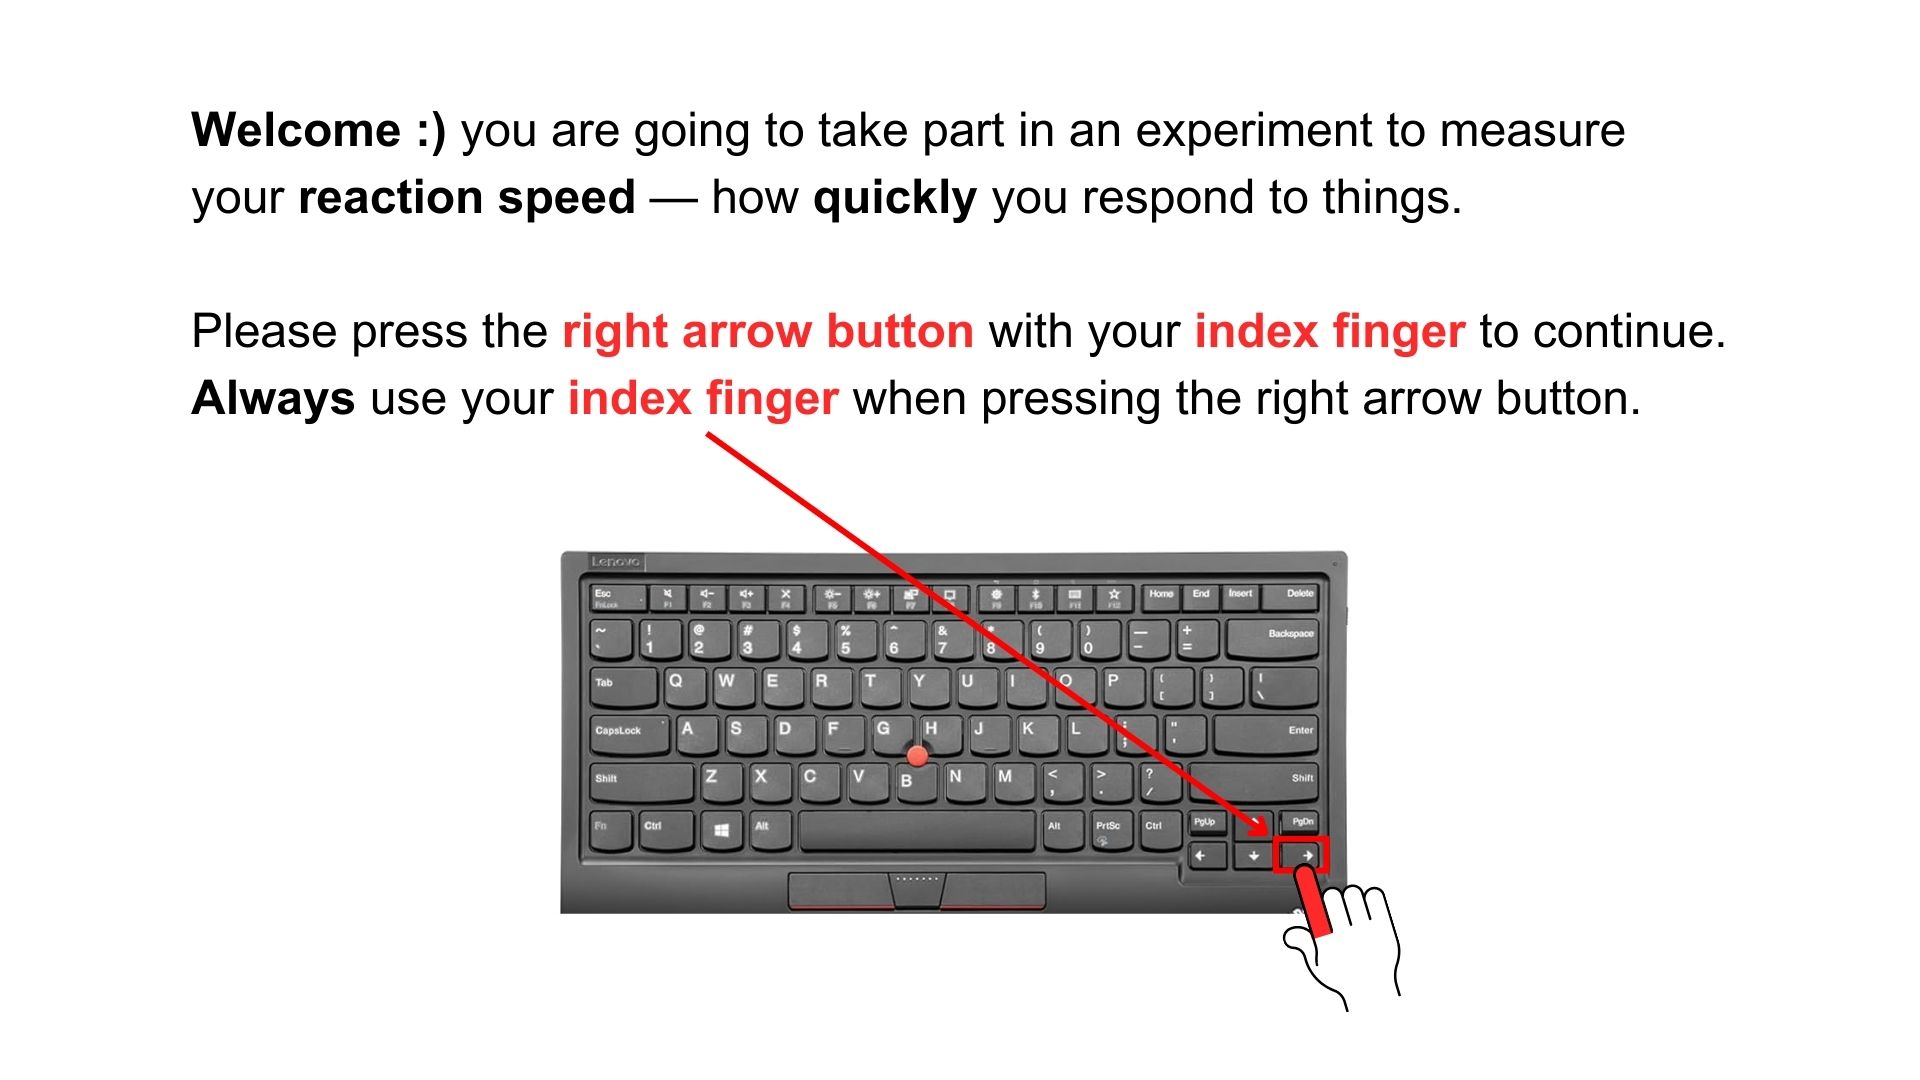 Welcome :) you are going to take part in an experiment to measure
your reaction speed — how quickly you respond to things.
Please press the right arrow button with your index finger to continue.
Always use your index finger when pressing the right arrow button.
Lenovo
Esc F1 F2 F3 F4 F5 F6 F7 F9 F10 F11 F12 Home End Insert Delete
FnLock
~ ! @ # $ % ^ & * ( ) — + Backspace
` 1 2 3 4 5 6 7 8 9 0 - =
Tab Q W E R T Y U I O P { } |
[ ] \
CapsLock A S D F G H J K L : " Enter
; '
Shift Z X C V B N M < > ? Shift
, . /
Fn Ctrl Alt Alt PrtSc Ctrl PgUp PgDn
← ↓ →